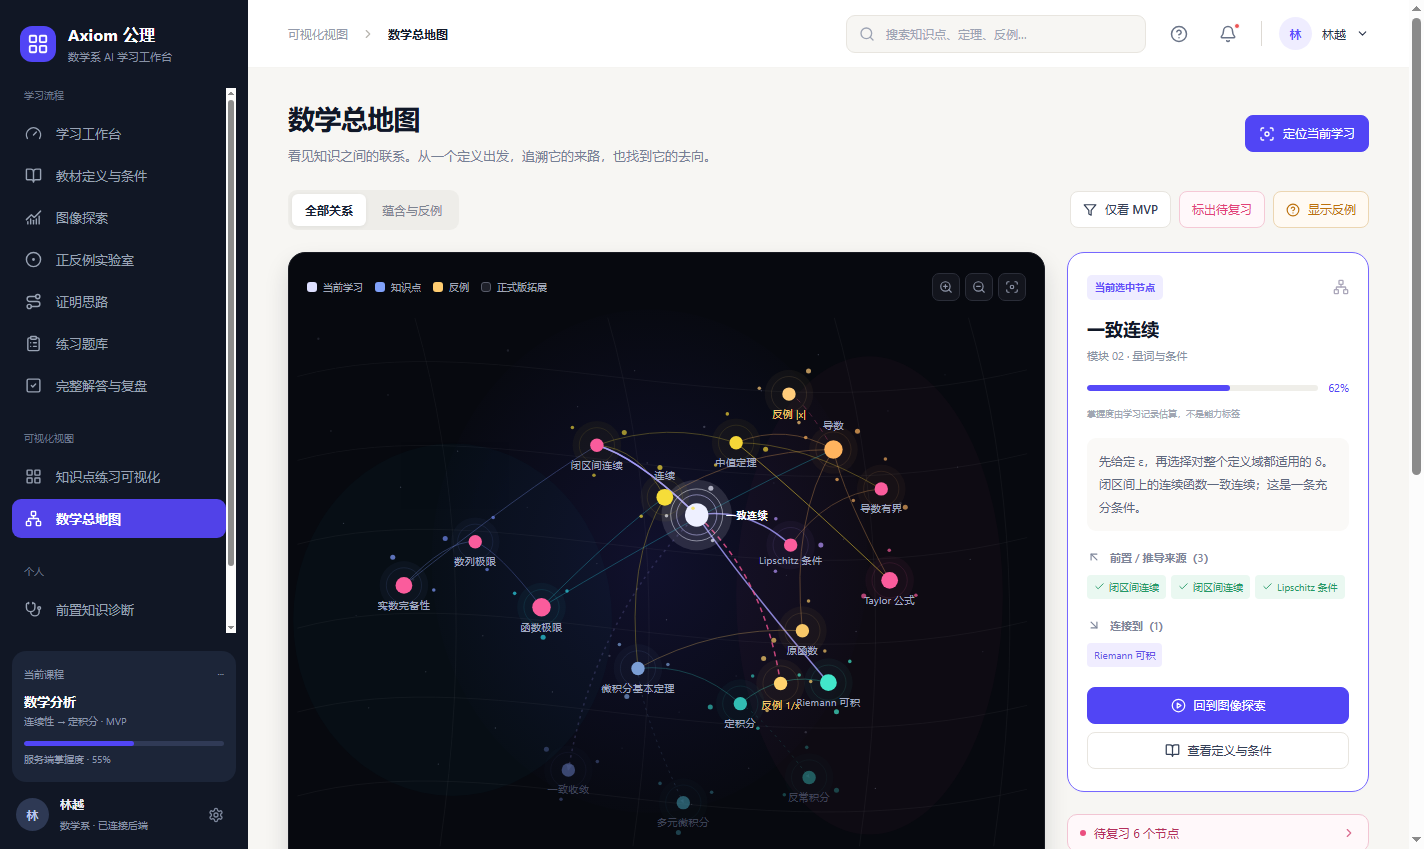 Axiom 公理
数学系 AI 学习工作台
学习流程
学习工作台
教材定义与条件
图像探索
正反例实验室
证明思路
练习题库
完整解答与复盘
可视化视图
知识点练习可视化
数学总地图
个人
前置知识诊断
当前课程
数学分析
连续性 → 定积分 · MVP
服务端掌握度 · 55%
林
林越
数学系 · 已连接后端
可视化视图
数学总地图
搜索知识点、定理、反例...
林
林越
数学总地图
看见知识之间的联系。从一个定义出发，追溯它的来路，也找到它的去向。
定位当前学习
全部关系
蕴含与反例
仅看 MVP
标出待复习
显示反例
当前学习
知识点
反例
正式版拓展
反例 |x|
导数
闭区间连续
中值定理
连续
导数有界
一致连续
数列极限
Lipschitz 条件
实数完备性
Taylor 公式
函数极限
原函数
微积分基本定理
反例 1/x
Riemann 可积
定积分
一致收敛
反常积分
多元微积分
当前选中节点
一致连续
模块 02 · 量词与条件
62%
掌握度由学习记录估算，不是能力标签
先给定 ε，再选择对整个定义域都适用的 δ。
闭区间上的连续函数一致连续；这是一条充
分条件。
前置 / 推导来源（3）
闭区间连续
闭区间连续
Lipschitz 条件
连接到（1）
Riemann 可积
回到图像探索
查看定义与条件
待复习 6 个节点